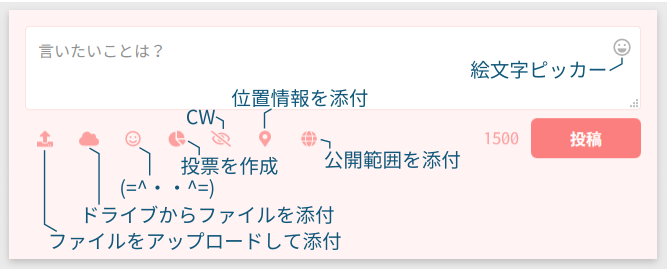 言いたいことは？
絵文字ピッカー
位置情報を添付
CW
1500
投稿
公開範囲を添付
投票を作成
(=^・・^=)
ドライブからファイルを添付
ファイルをアップロードして添付